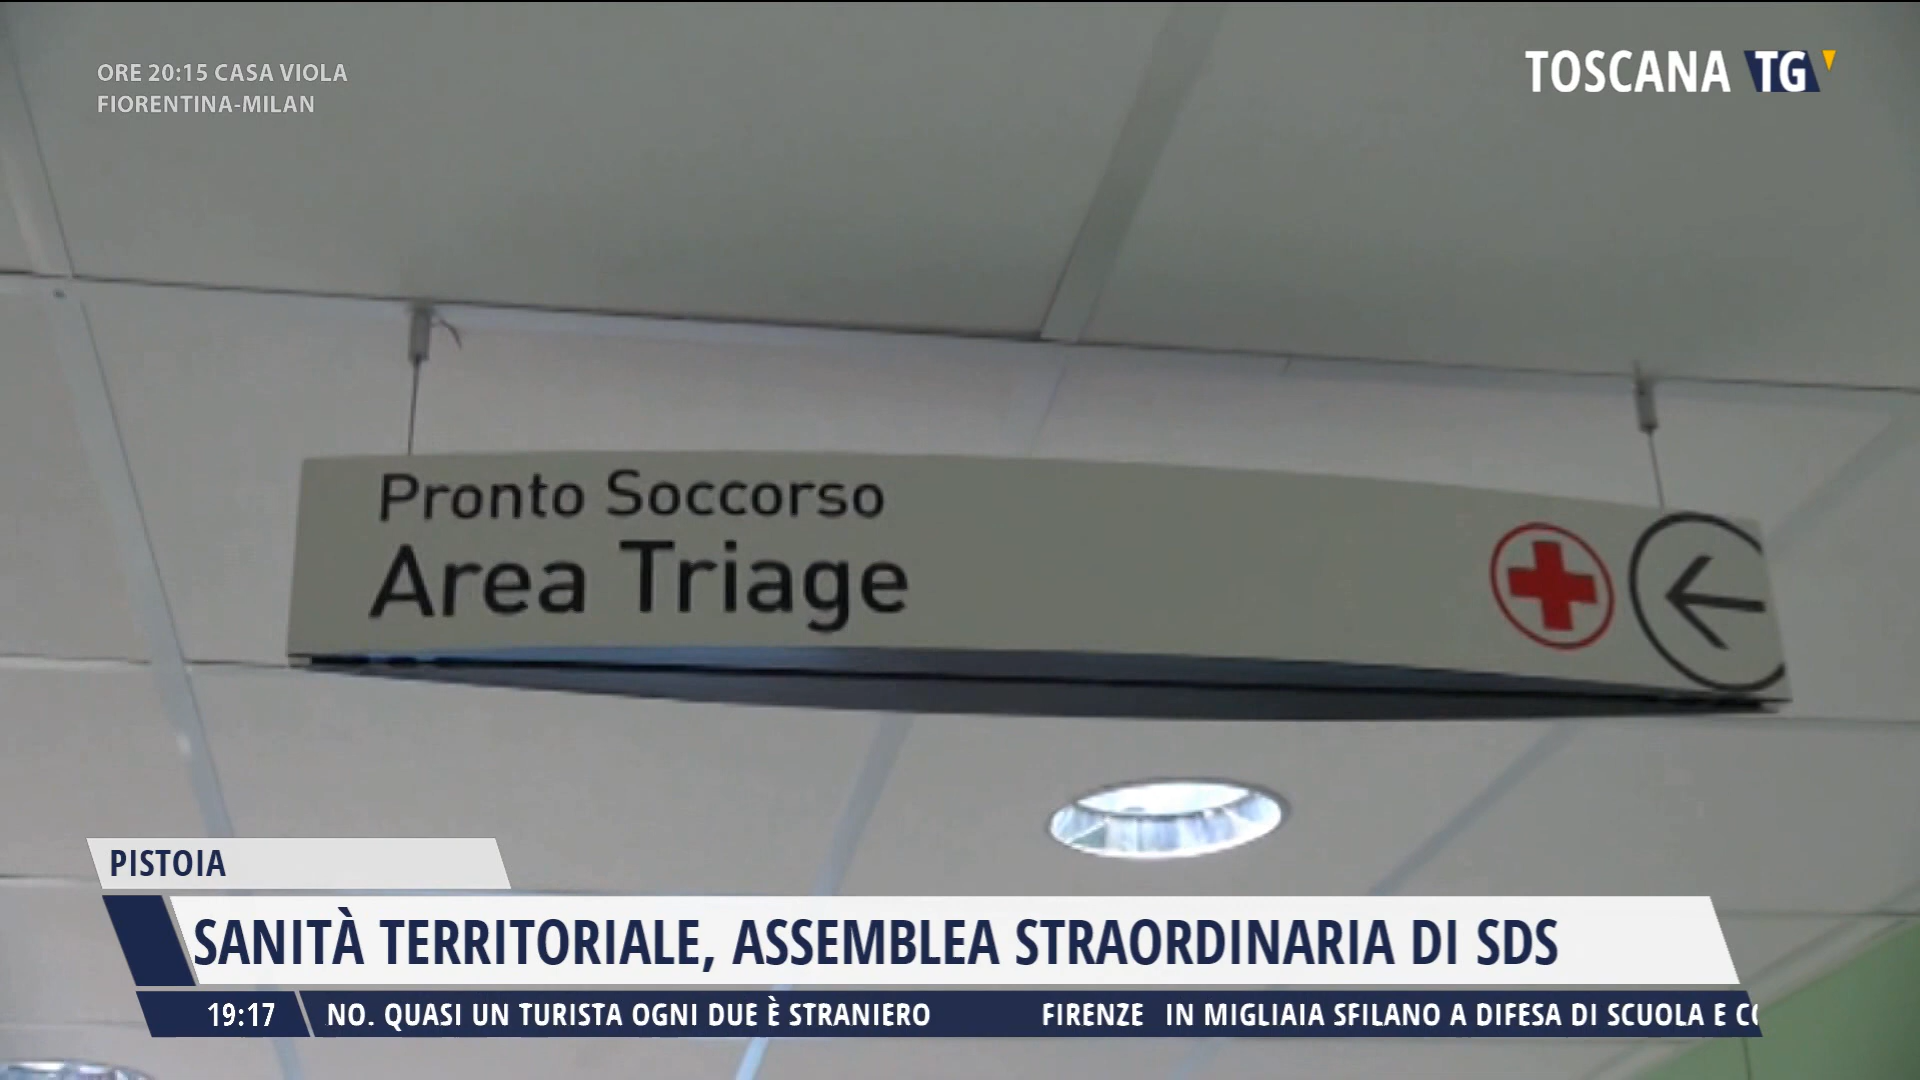 ORE 20:15 CASA VIOLA
FIORENTINA-MILAN
TOSCANA TG
Pronto Soccorso
Area Triage
PISTOIA
SANITÀ TERRITORIALE, ASSEMBLEA STRAORDINARIA DI SDS
19:17 NO. QUASI UN TURISTA OGNI DUE È STRANIERO FIRENZE IN MIGLIAIA SFILANO A DIFESA DI SCUOLA E